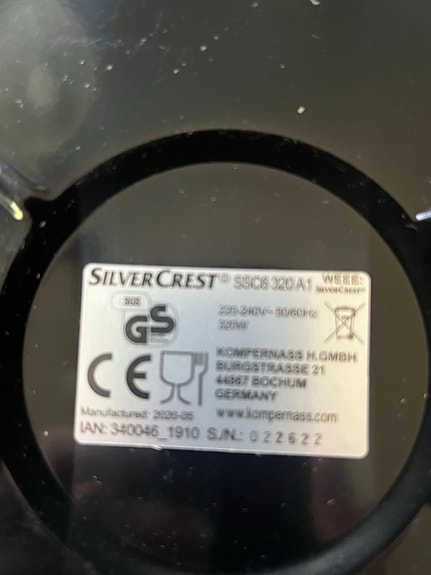 SILVERCREST® SSC6 320 A1
WEEE:
SILVERCREST
SGS
GS
220-240V~ 50/60Hz
320W
CE
KOMPERNASS H. GMBH
BURGSTRASSE 21
44867 BOCHUM
GERMANY
Manufactured: 2020-05
www.kompernass.com
IAN: 340046_1910 S./N.: 022622